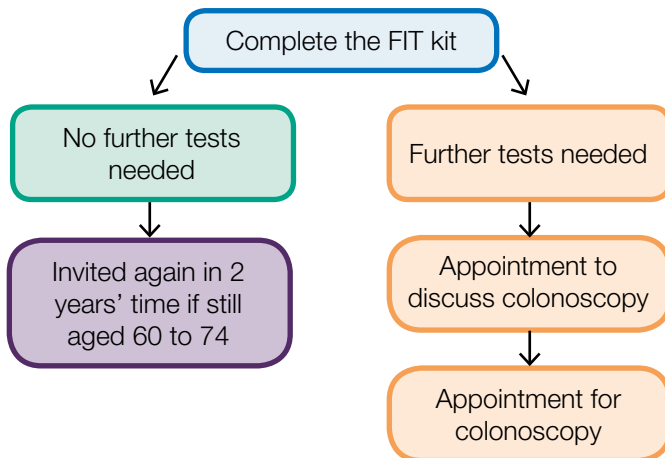 Complete the FIT kit
No further tests
needed
Invited again in 2
years’ time if still
aged 60 to 74
Further tests needed
Appointment to
discuss colonoscopy
Appointment for
colonoscopy